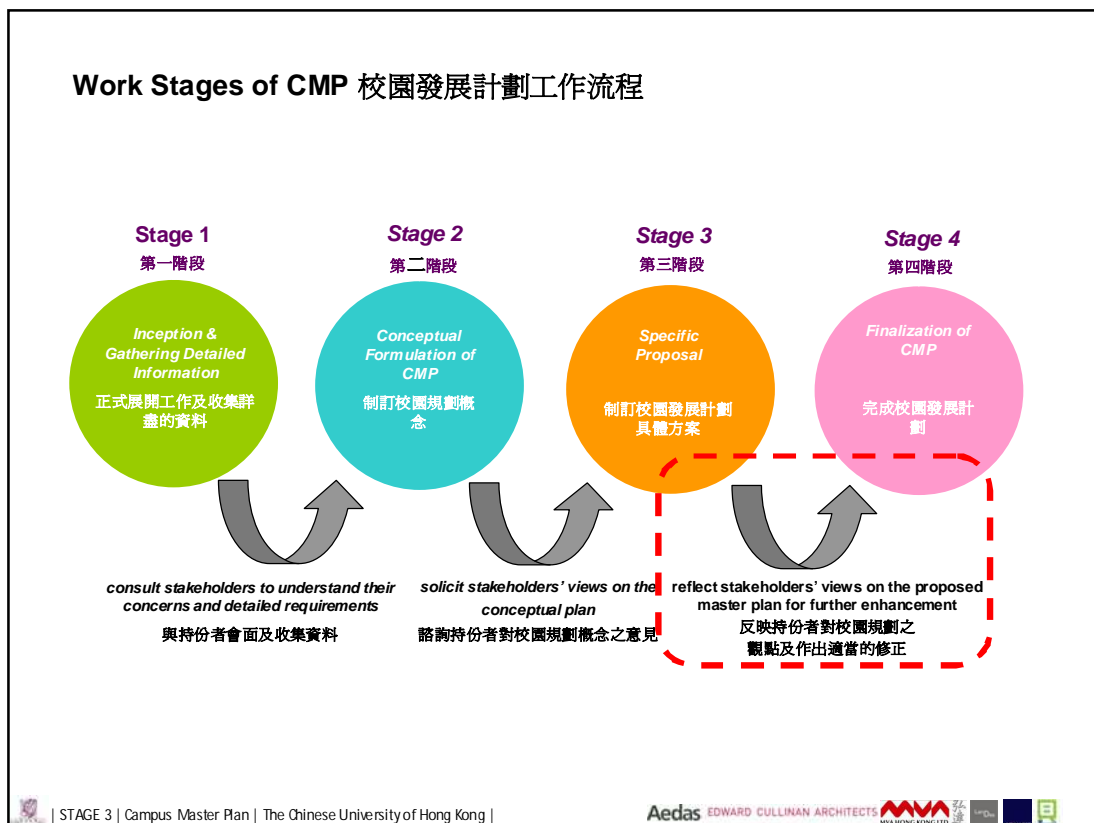 Work Stages of CMP 校園發展計劃工作流程
Stage 1
第一階段
Stage 2
第二階段
Stage 3
第三階段
Stage 4
第四階段
Inception &
Gathering Detailed
Information
正式展開工作及收集詳
盡的資料
Conceptual
Formulation of
CMP
制訂校園規劃概
念
Specific
Proposal
制訂校園發展計劃
具體方案
Finalization of
CMP
完成校園發展計
劃
consult stakeholders to understand their
concerns and detailed requirements
與持份者會面及收集資料
solicit stakeholders' views on the
conceptual plan
諮詢持份者對校園規劃概念之意見
reflect stakeholders' views on the proposed
master plan for further enhancement
反映持份者對校園規劃之
觀點及作出適當的修正
| STAGE 3 | Campus Master Plan | The Chinese University of Hong Kong |
Aedas EDWARD CULLINAN ARCHITECTS MVA
MVA HONG KONG LTD